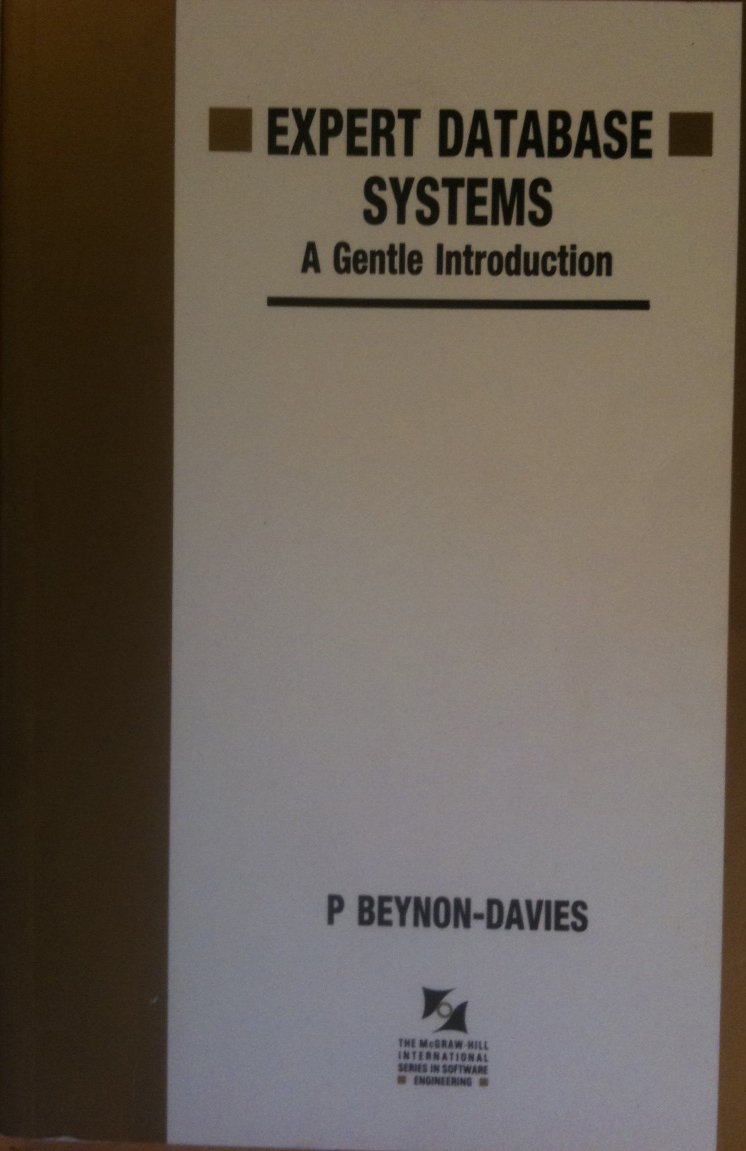 EXPERT DATABASE
SYSTEMS
A Gentle Introduction
P BEYNON-DAVIES
THE McGRAW-HILL
INTERNATIONAL
SERIES IN SOFTWARE
ENGINEERING